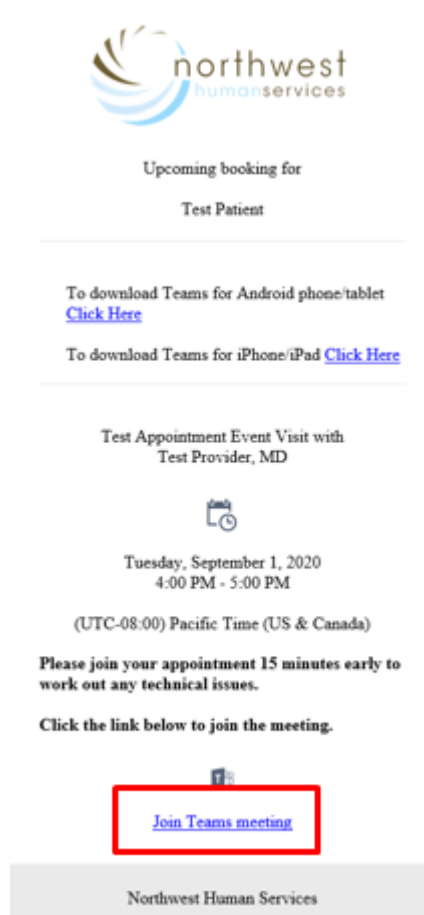 northwest
humanservices
Upcoming booking for
Test Patient
To download Teams for Android phone/tablet
Click Here
To download Teams for iPhone/iPad Click Here
Test Appointment Event Visit with
Test Provider, MD
Tuesday, September 1, 2020
4:00 PM - 5:00 PM
(UTC-08:00) Pacific Time (US & Canada)
Please join your appointment 15 minutes early to
work out any technical issues.
Click the link below to join the meeting.
Join Teams meeting
Northwest Human Services